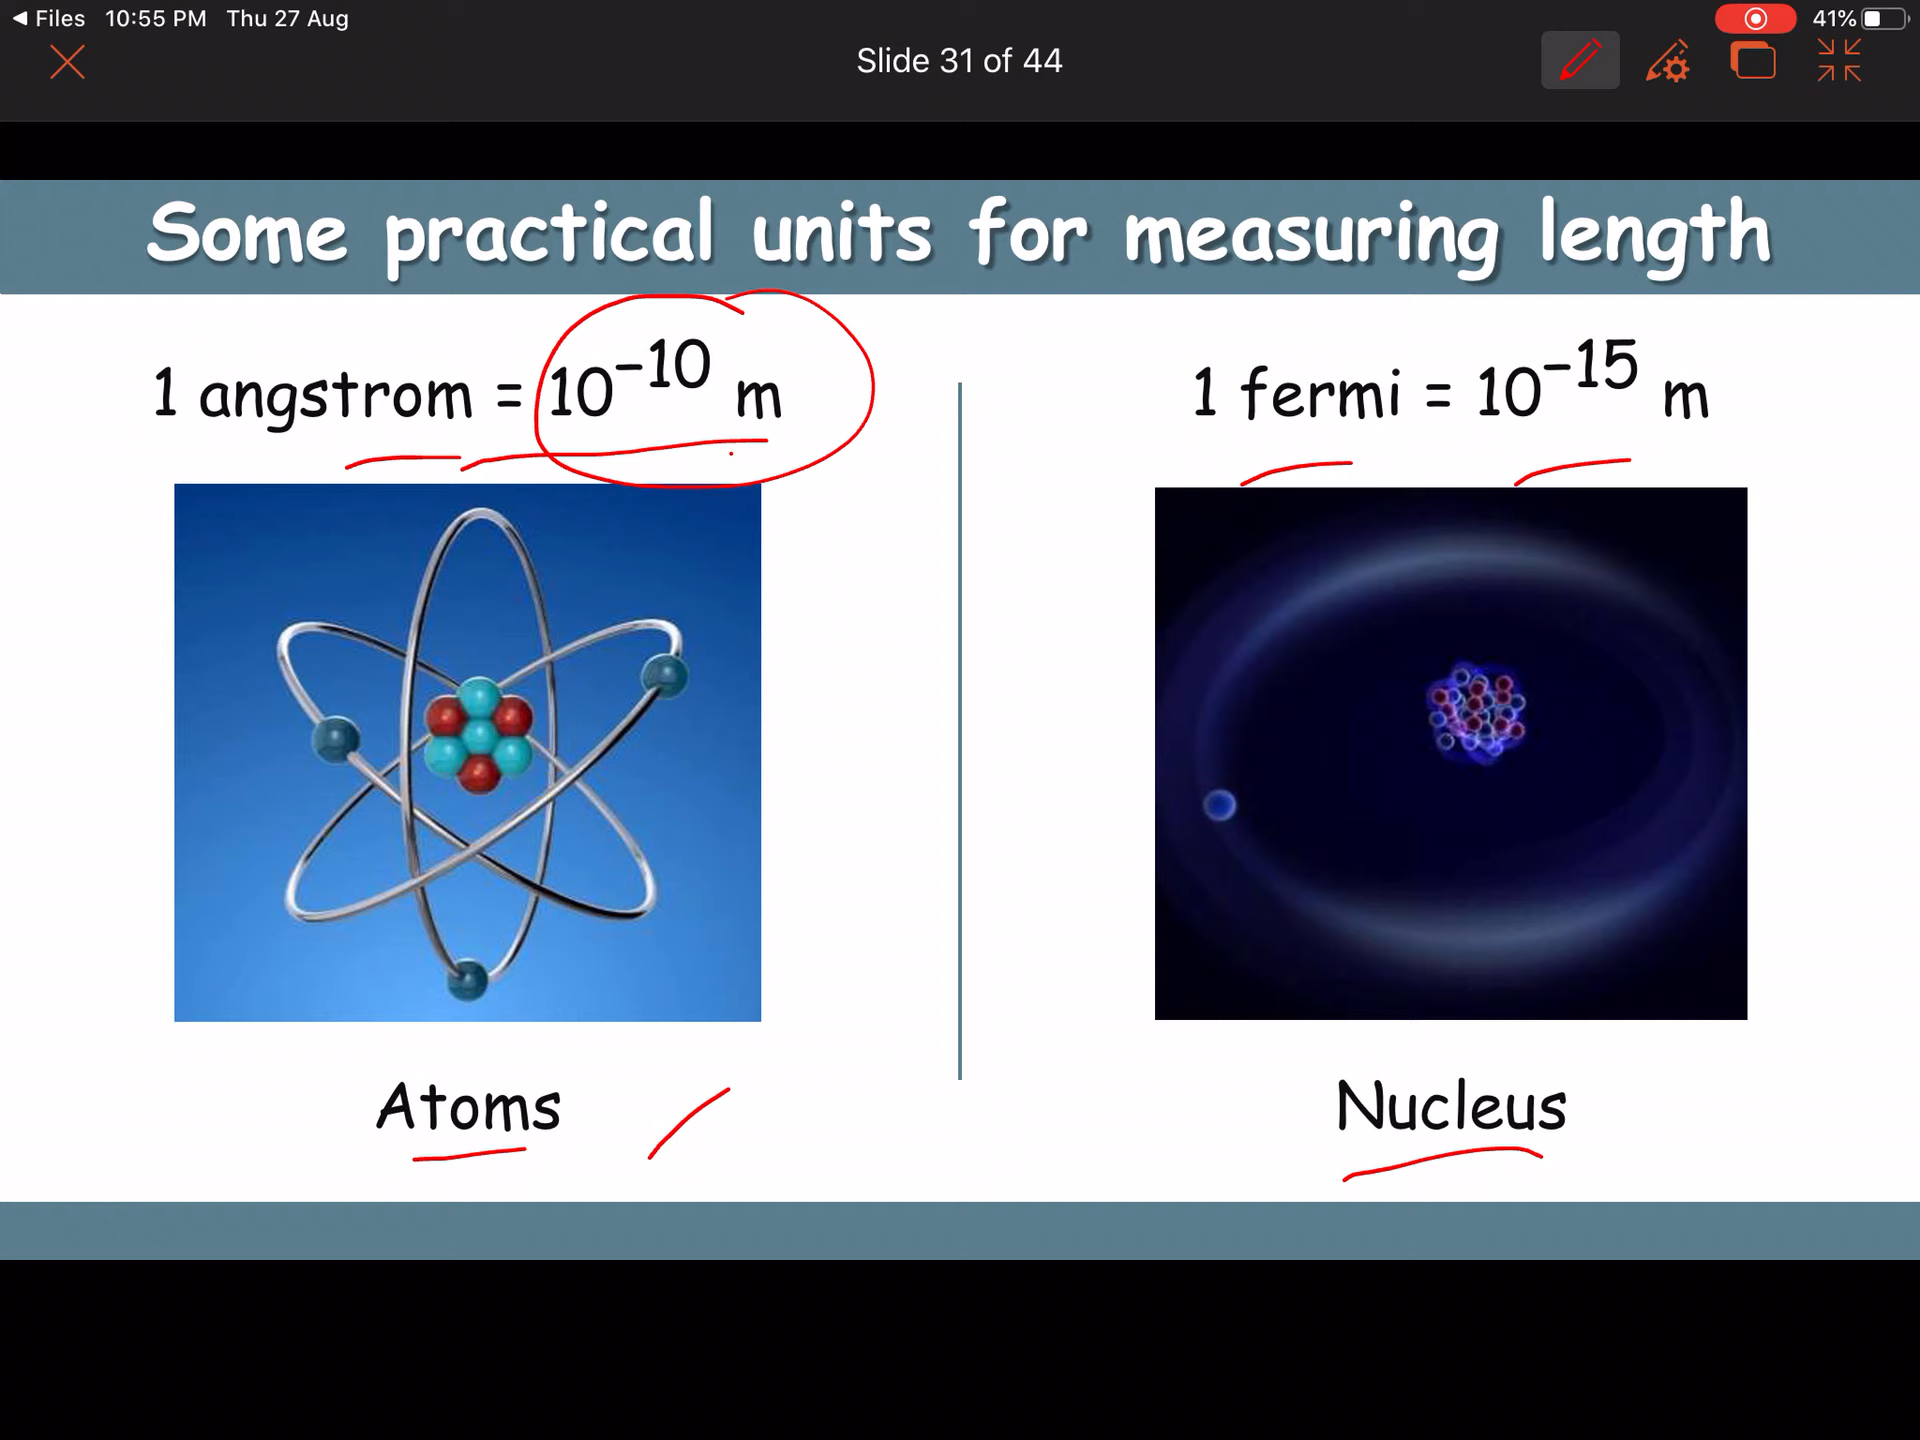 Files 10:55 PM Thu 27 Aug 41%
Slide 31 of 44
Some practical units for measuring length
1 angstrom = 10⁻¹⁰ m
1 fermi = 10⁻¹⁵ m
Atoms
Nucleus